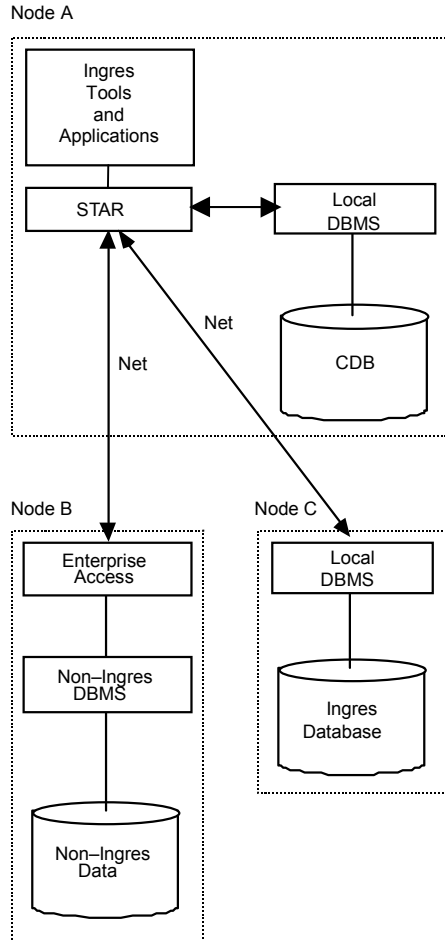 Node A
Ingres
Tools
and
Applications
STAR
Local
DBMS
Net
Net
CDB
Node B
Node C
Enterprise
Access
Local
DBMS
Non–Ingres
DBMS
Ingres
Database
Non–Ingres
Data